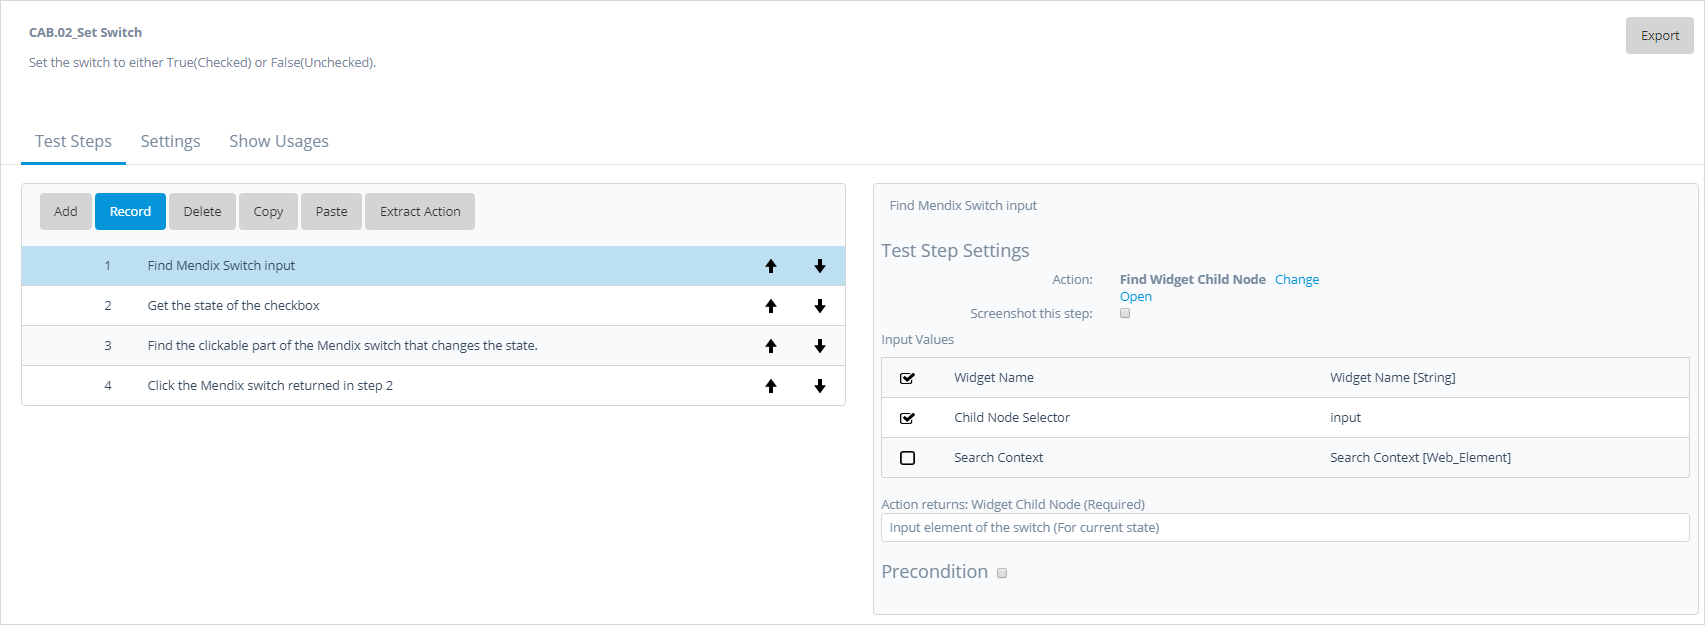 CAB.02_Set Switch
Export
Set the switch to either True(Checked) or False(Unchecked).
Test Steps Settings Show Usages
Add Record Delete Copy Paste Extract Action
1 Find Mendix Switch input
2 Get the state of the checkbox
3 Find the clickable part of the Mendix switch that changes the state.
4 Click the Mendix switch returned in step 2
Find Mendix Switch input
Test Step Settings
Action: Find Widget Child Node Change
Open
Screenshot this step:
Input Values
Widget Name Widget Name [String]
Child Node Selector input
Search Context Search Context [Web_Element]
Action returns: Widget Child Node (Required)
Input element of the switch (For current state)
Precondition